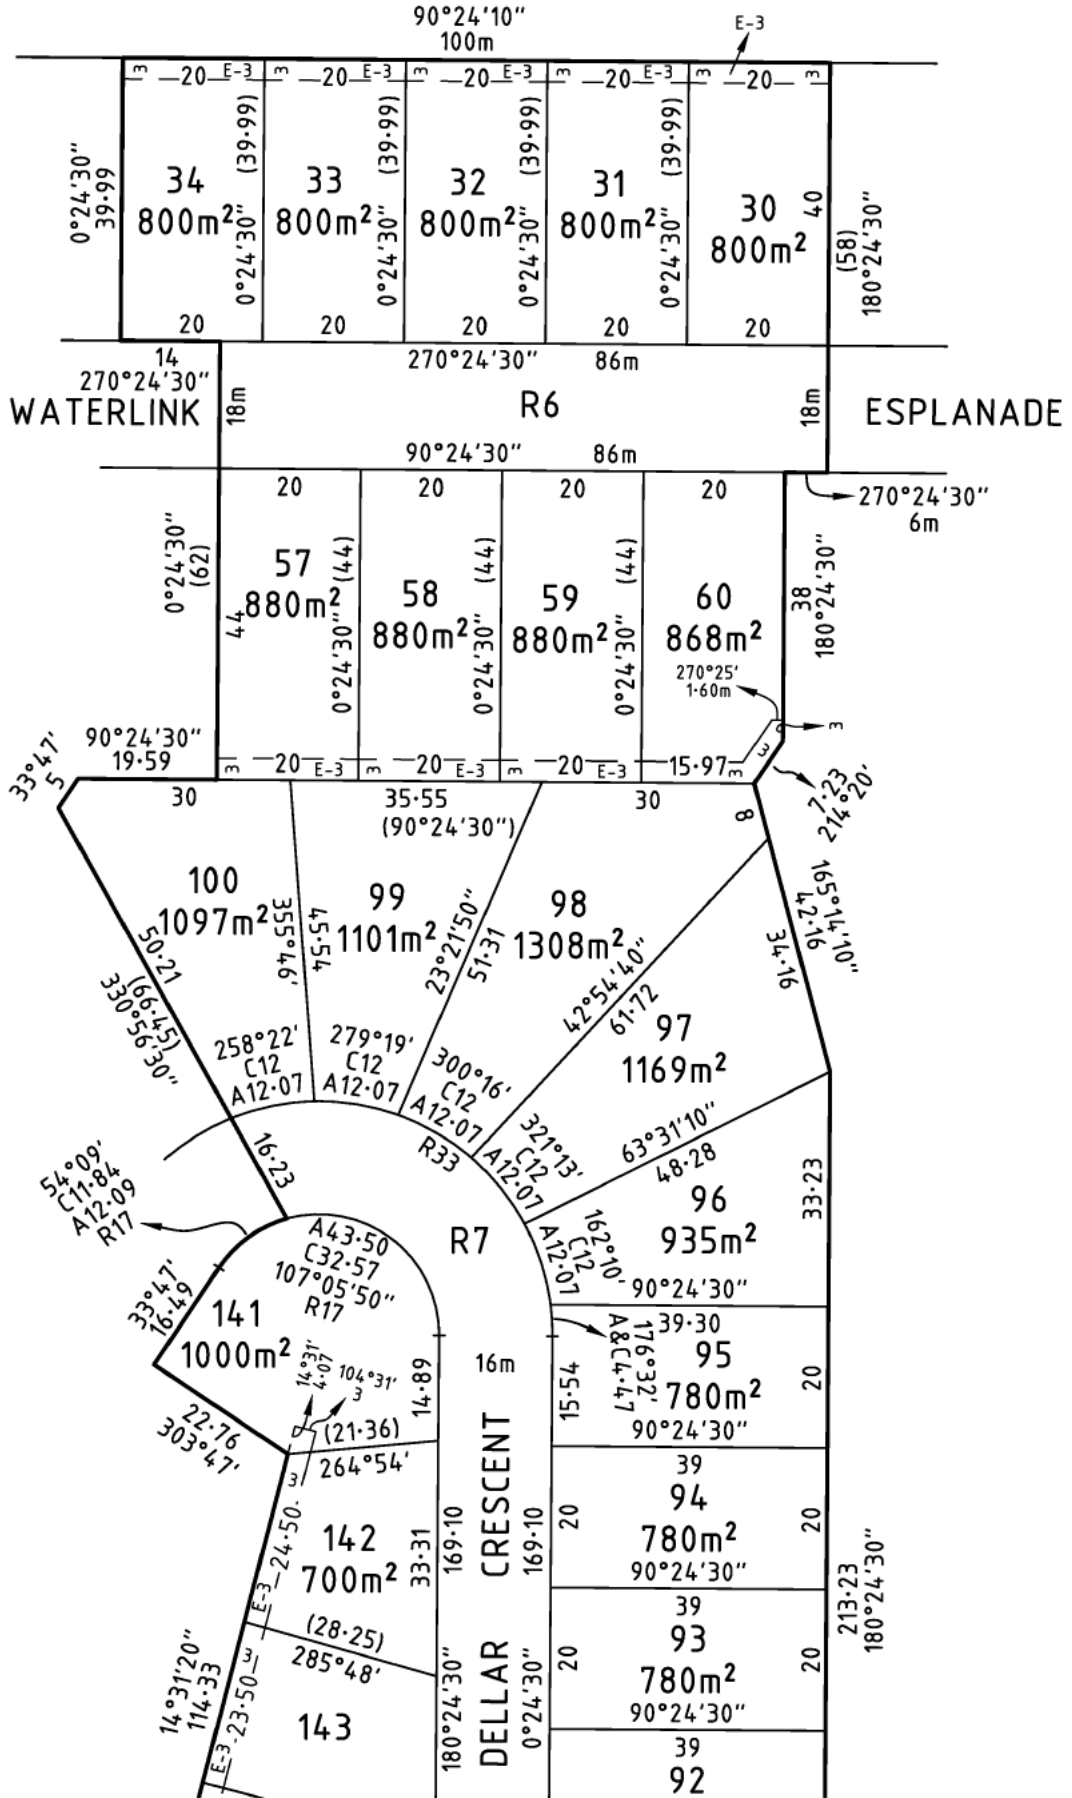 90°24'10"
100m
E-3
3 20 E-3
3 20 E-3
3 20 E-3
3 20 E-3
3 20 3
0°24'30"
39·99
34
800m²
0°24'30" (39·99)
33
800m²
0°24'30" (39·99)
32
800m²
0°24'30" (39·99)
31
800m²
0°24'30" (39·99)
30
800m²
40
(58)
180°24'30"
20
20
20
20
20
14
270°24'30"
270°24'30" 86m
WATERLINK
18m
R6
18m
ESPLANADE
90°24'30" 86m
20
20
20
20
270°24'30"
6m
0°24'30"
(62)
44
57
880m²
0°24'30" (44)
58
880m²
0°24'30" (44)
59
880m²
0°24'30" (44)
60
868m²
270°25'
1·60m
38
180°24'30"
3
3
7·23
214°20'
90°24'30"
19·59
33°47'
5
3 20 E-3
3 20 E-3
3 20 E-3
15·97 3
30
35·55
(90°24'30")
30
8
100
1097m²
355°46'
45·54
99
1101m²
23°21'50"
51·31
98
1308m²
42°54'40"
61·72
165°14'10"
42·16
34·16
97
1169m²
50·21
(66·45)
330°56'30"
258°22'
C12
A12·07
279°19'
C12
A12·07
300°16'
C12
A12·07
321°13'
C12
A12·07
R33
63°31'10"
48·28
16·23
54°09'
C11·84
A12·09
R17
A43·50
C32·57
107°05'50"
R17
R7
162°10'
C12
A12·07
96
935m²
33·23
90°24'30"
33°47'
16·49
141
1000m²
14°31'
4·07
104°31'
3
14·89
16m
15·54
176°32'
A&C4·47
39·30
95
780m²
20
90°24'30"
22·76
303°47'
(21·36)
264°54'
3
24·50
E-3
142
700m²
33·31
169·10
180°24'30"
DELLAR CRESCENT
169·10
0°24'30"
20
39
94
780m²
20
90°24'30"
213·23
180°24'30"
(28·25)
285°48'
20
39
93
780m²
20
90°24'30"
14°31'20"
114·33
3
23·50
E-3
143
39
92